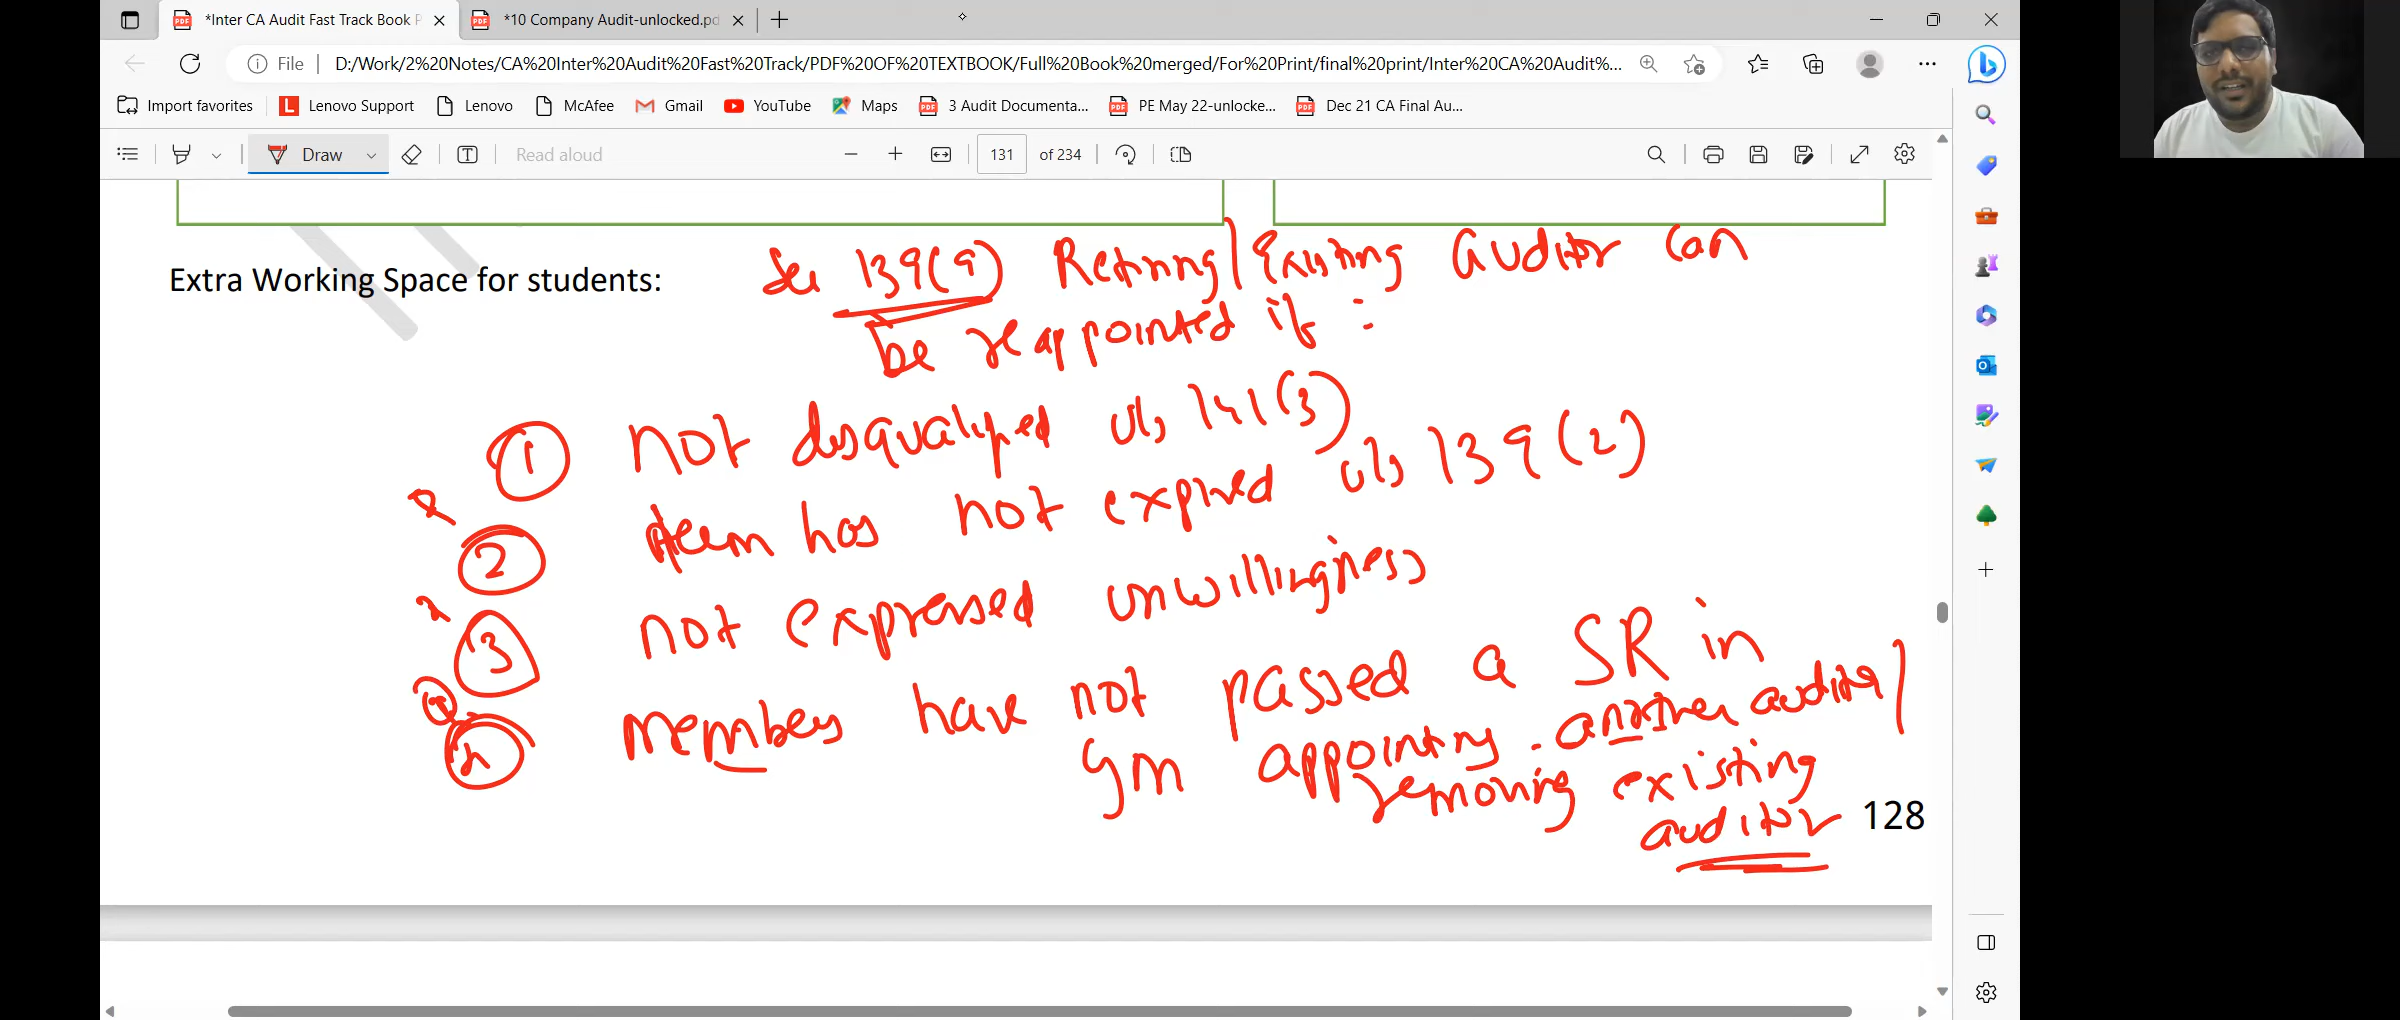 *Inter CA Audit Fast Track Book P
*10 Company Audit-unlocked.pd
File | D:/Work/2%20Notes/CA%20Inter%20Audit%20Fast%20Track/PDF%20OF%20TEXTBOOK/Full%20Book%20merged/For%20Print/final%20print/Inter%20CA%20Audit%...
Import favorites Lenovo Support Lenovo McAfee Gmail YouTube Maps 3 Audit Documenta... PE May 22-unlocke... Dec 21 CA Final Au...
Draw Read aloud 131 of 234
Extra Working Space for students:
Sec 139(9) Retiring/Existing Auditor can
be reappointed if :
1 not disqualified u/s 141(3)
2 term has not expired u/s 139(2)
3 not expressed unwillingness
4 members have not passed a SR in
GM appointing another auditor/
removing existing
auditor
128